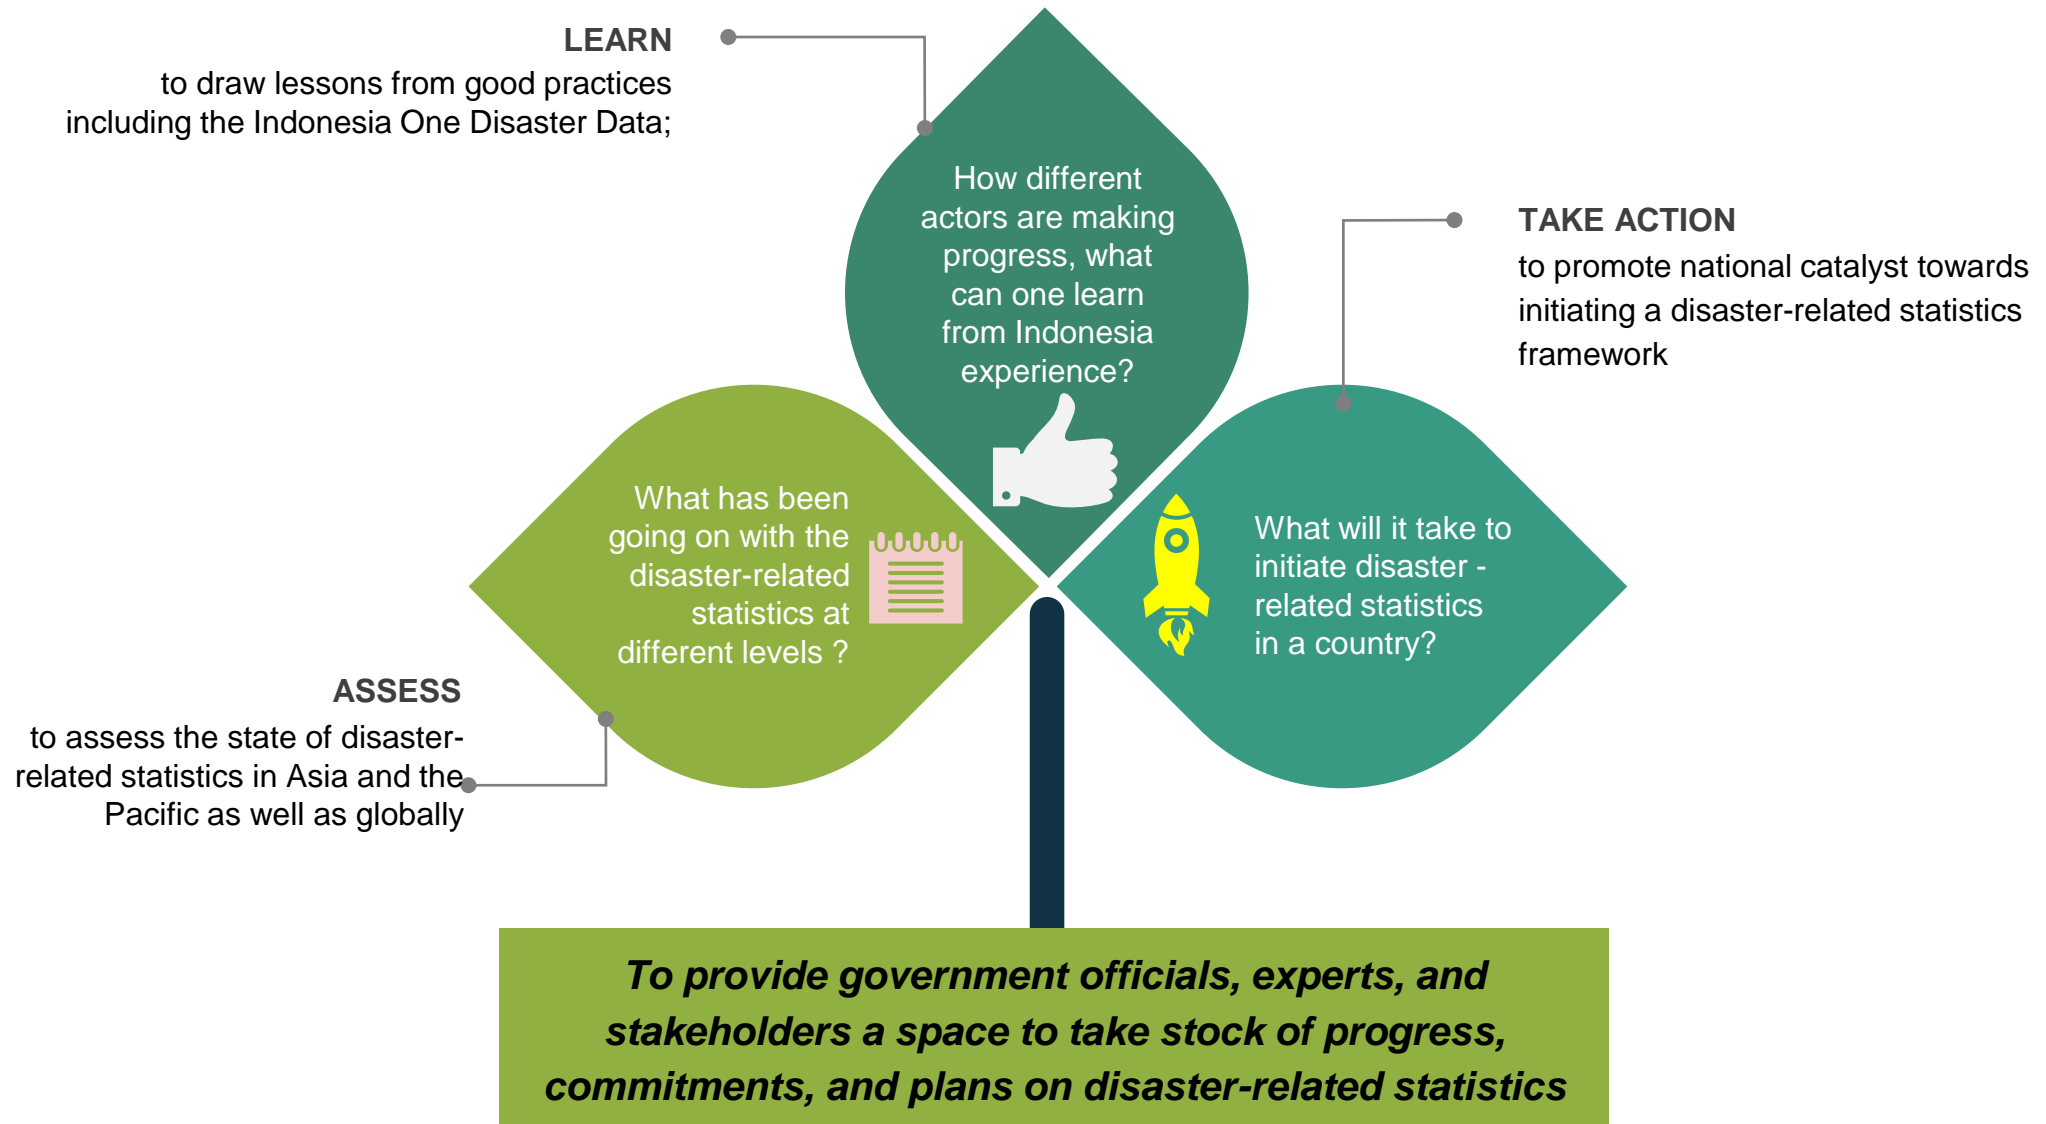 LEARN
to draw lessons from good practices
including the Indonesia One Disaster Data;
How different
actors are making
progress, what
can one learn
from Indonesia
experience?
TAKE ACTION
to promote national catalyst towards
initiating a disaster-related statistics
framework
What has been
going on with the
disaster-related
statistics at
different levels ?
What will it take to
initiate disaster -
related statistics
in a country?
ASSESS
to assess the state of disaster-
related statistics in Asia and the
Pacific as well as globally
To provide government officials, experts, and
stakeholders a space to take stock of progress,
commitments, and plans on disaster-related statistics